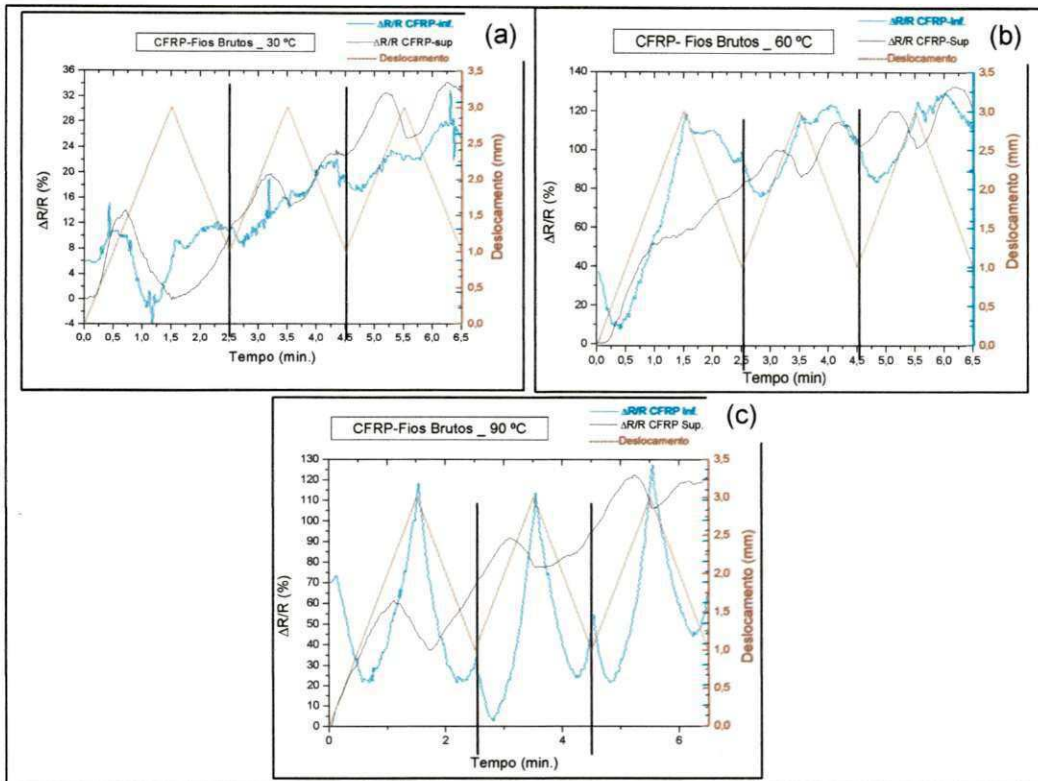 CFRP-Fios Brutos _ 30 ºC
ΔR/R CFRP-inf.
ΔR/R CFRP-sup
Deslocamento
(a)
ΔR/R (%)
36
32
28
24
20
16
12
8
4
0
-4
0,0 0,5 1,0 1,5 2,0 2,5 3,0 3,5 4,0 4,5 5,0 5,5 6,0 6,5
Tempo (min.)
3,5
3,0
2,5
2,0
1,5
1,0
0,5
0,0
Deslocamento (mm)
CFRP- Fios Brutos _ 60 ºC
ΔR/R CFRP-Inf.
ΔR/R CFRP-Sup
Deslocamento
(b)
ΔR/R (%)
140
120
100
80
60
40
20
0
0,0 0,5 1,0 1,5 2,0 2,5 3,0 3,5 4,0 4,5 5,0 5,5 6,0 6,5
Tempo (min)
3,5
3,0
2,5
2,0
1,5
1,0
0,5
0,0
Deslocamento (mm)
CFRP-Fios Brutos _ 90 ºC
ΔR/R CFRP Inf.
ΔR/R CFRP Sup.
Deslocamento
(c)
ΔR/R (%)
130
120
110
100
90
80
70
60
50
40
30
20
10
0
0 2 4 6
Tempo (min.)
3,5
3,0
2,5
2,0
1,5
1,0
0,5
0,0
Deslocamento (mm)